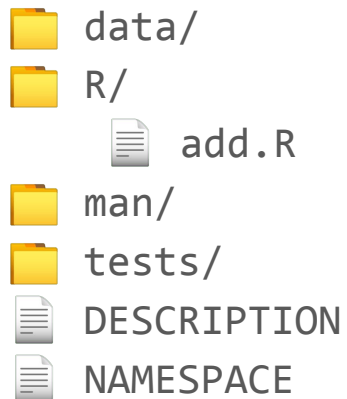 data/
R/
add.R
man/
tests/
DESCRIPTION
NAMESPACE